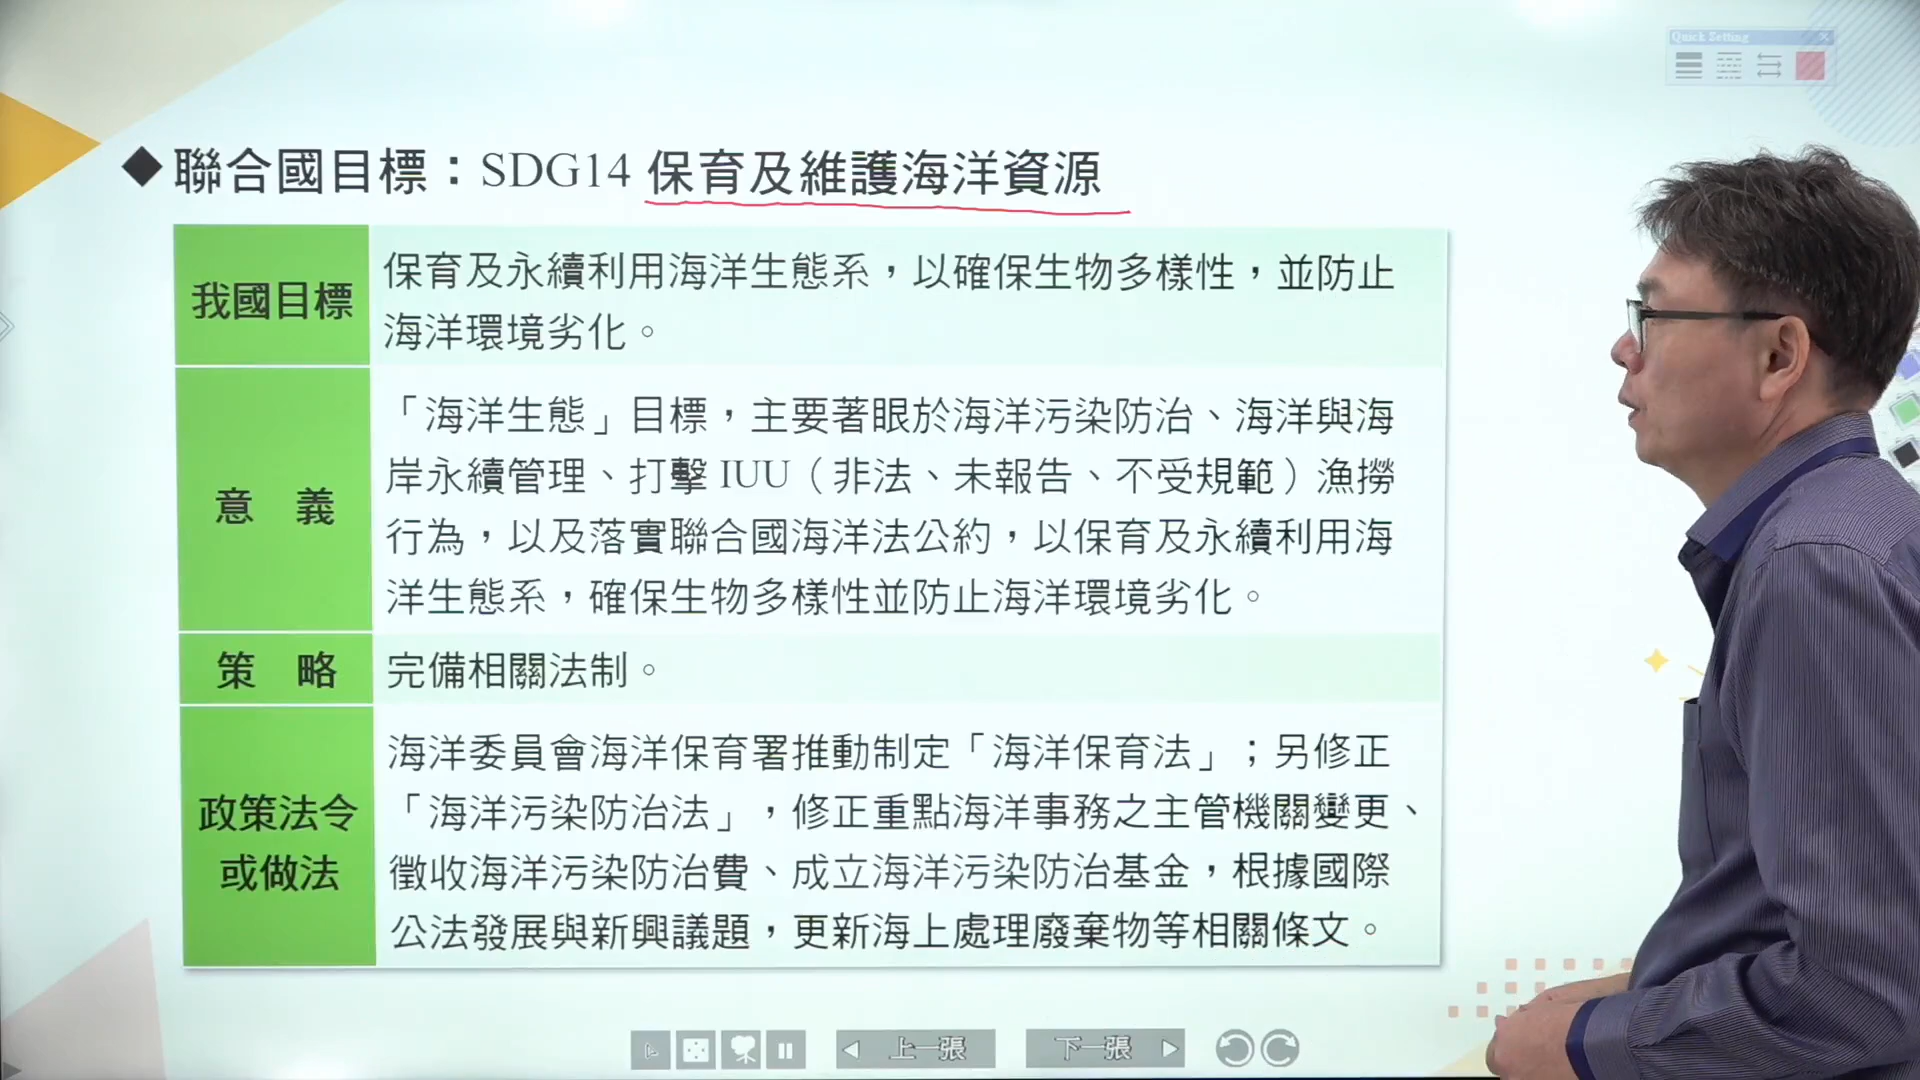 Quick Setting
◆聯合國目標：SDG14 保育及維護海洋資源
我國目標
保育及永續利用海洋生態系，以確保生物多樣性，並防止
海洋環境劣化。
意 義
「海洋生態」目標，主要著眼於海洋污染防治、海洋與海
岸永續管理、打擊 IUU（非法、未報告、不受規範）漁撈
行為，以及落實聯合國海洋法公約，以保育及永續利用海
洋生態系，確保生物多樣性並防止海洋環境劣化。
策 略
完備相關法制。
政策法令
或做法
海洋委員會海洋保育署推動制定「海洋保育法」；另修正
「海洋污染防治法」，修正重點海洋事務之主管機關變更、
徵收海洋污染防治費、成立海洋污染防治基金，根據國際
公法發展與新興議題，更新海上處理廢棄物等相關條文。
上一張
下一張